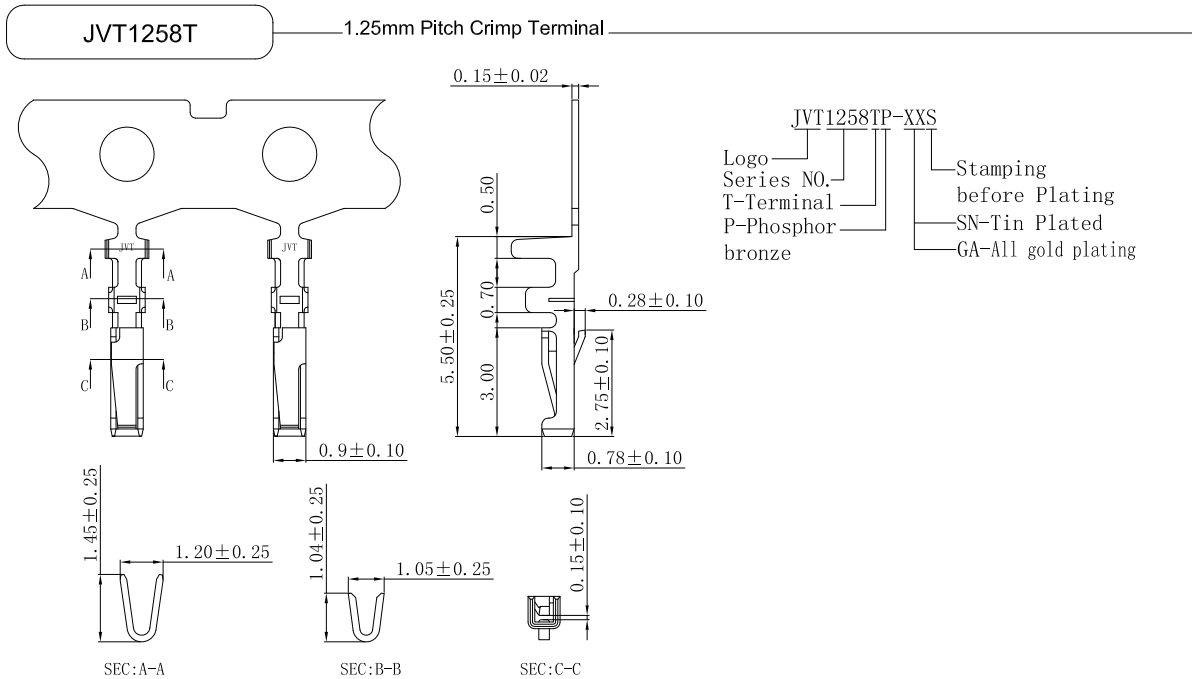 JVT1258T
1.25mm Pitch Crimp Terminal
0.15±0.02
JVT1258TP-XXS
Logo
Series NO.
T-Terminal
P-Phosphor
bronze
Stamping
before Plating
SN-Tin Plated
GA-All gold plating
JVT
JVT
A
A
B
B
C
C
0.50
0.70
5.50±0.25
3.00
0.28±0.10
2.75±0.10
0.9±0.10
0.78±0.10
1.45±0.25
1.20±0.25
1.04±0.25
1.05±0.25
0.15±0.10
SEC:A-A
SEC:B-B
SEC:C-C